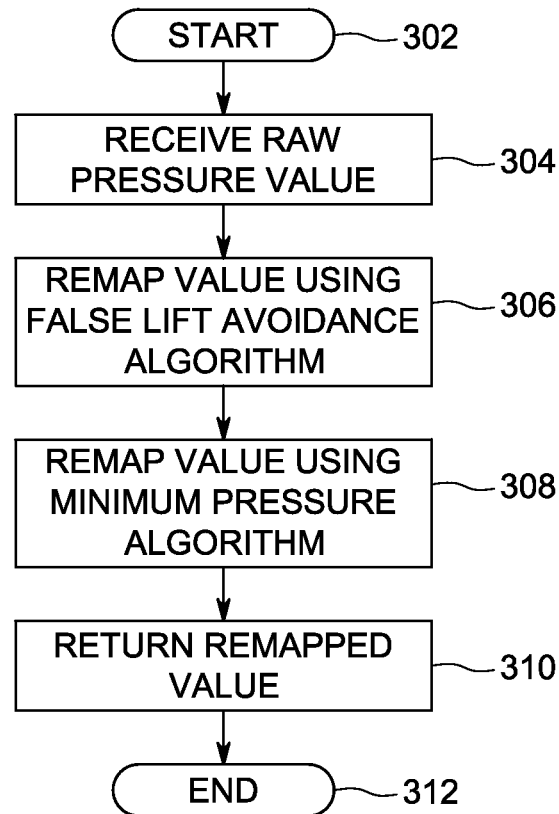 START
302
RECEIVE RAW
PRESSURE VALUE
304
REMAP VALUE USING
FALSE LIFT AVOIDANCE
ALGORITHM
306
REMAP VALUE USING
MINIMUM PRESSURE
ALGORITHM
308
RETURN REMAPPED
VALUE
310
END
312